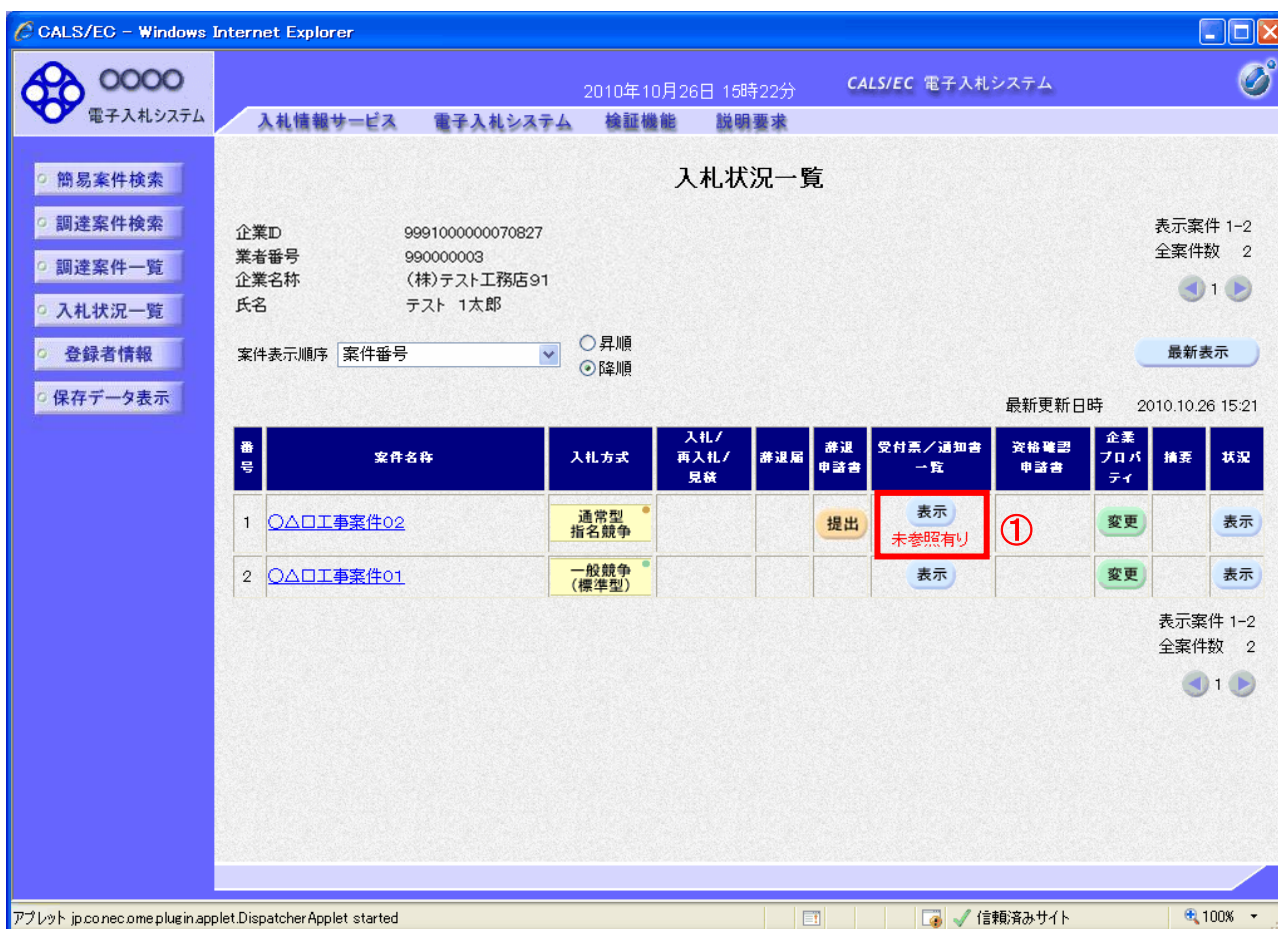 CALS/EC - Windows Internet Explorer
〇〇〇〇
電子入札システム
2010年10月26日 15時22分
CALS/EC 電子入札システム
入札情報サービス 電子入札システム 検証機能 説明要求
簡易案件検索
調達案件検索
調達案件一覧
入札状況一覧
登録者情報
保存データ表示
入札状況一覧
企業ID 9991000000070827
業者番号 990000003
企業名称 (株)テスト工務店91
氏名 テスト 1太郎
表示案件 1-2
全案件数 2
1
案件表示順序 案件番号
昇順
降順
最新表示
最新更新日時 2010.10.26 15:21
番号 案件名称 入札方式 入札/再入札/見積 辞退届 辞退申請書 受付票/通知書一覧 資格確認申請書 企業プロパティ 摘要 状況
1 〇△口工事案件02 通常型指名競争 提出 表示 未参照有り ① 変更 表示
2 〇△口工事案件01 一般競争(標準型) 表示 変更 表示
表示案件 1-2
全案件数 2
1
アプレット jp.co.nec.ome.plugin.applet.DispatcherApplet started
信頼済みサイト
100%